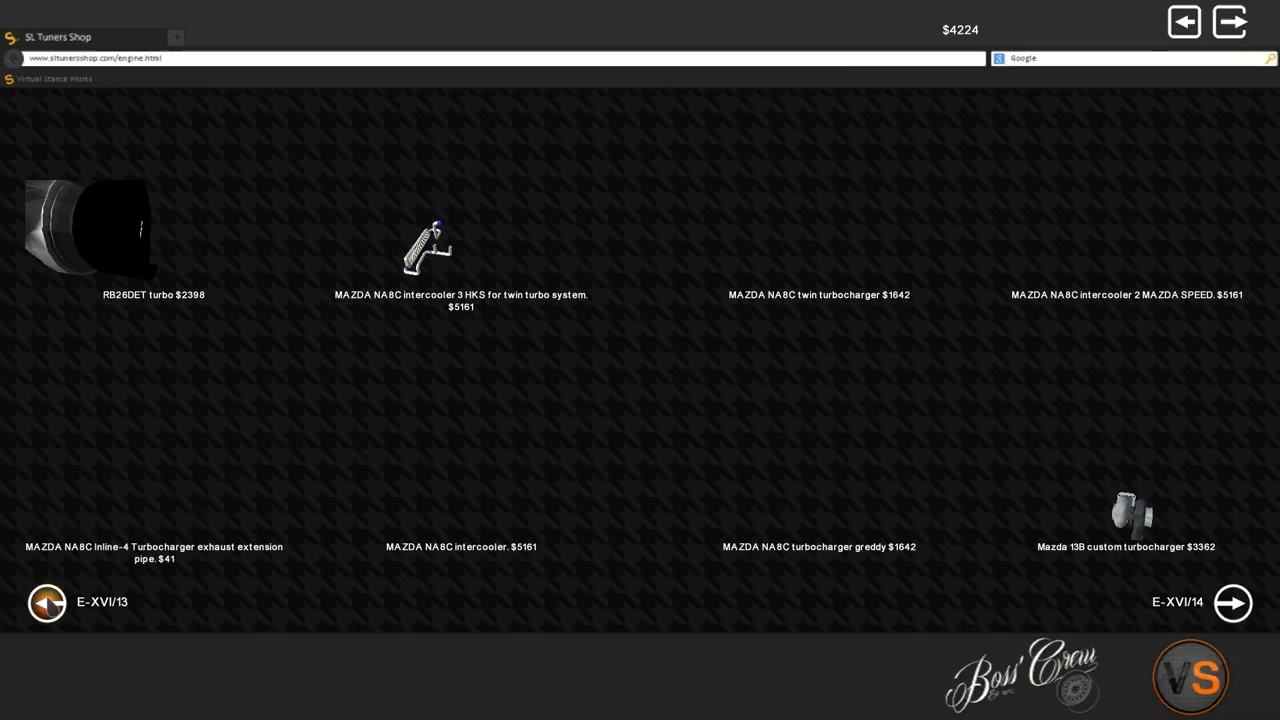 $4224
SL Tuners Shop
www.sltunersshop.com/engine.html
Google
Virtual Stance Works
RB26DET turbo $2398
MAZDA NA8C intercooler 3 HKS for twin turbo system.
$5161
MAZDA NA8C twin turbocharger $1642
MAZDA NA8C intercooler 2 MAZDA SPEED. $5161
MAZDA NA8C Inline-4 Turbocharger exhaust extension
pipe. $41
MAZDA NA8C intercooler. $5161
MAZDA NA8C turbocharger greddy $1642
Mazda 13B custom turbocharger $3362
E-XVI/13
E-XVI/14
Boss' Crew
VS